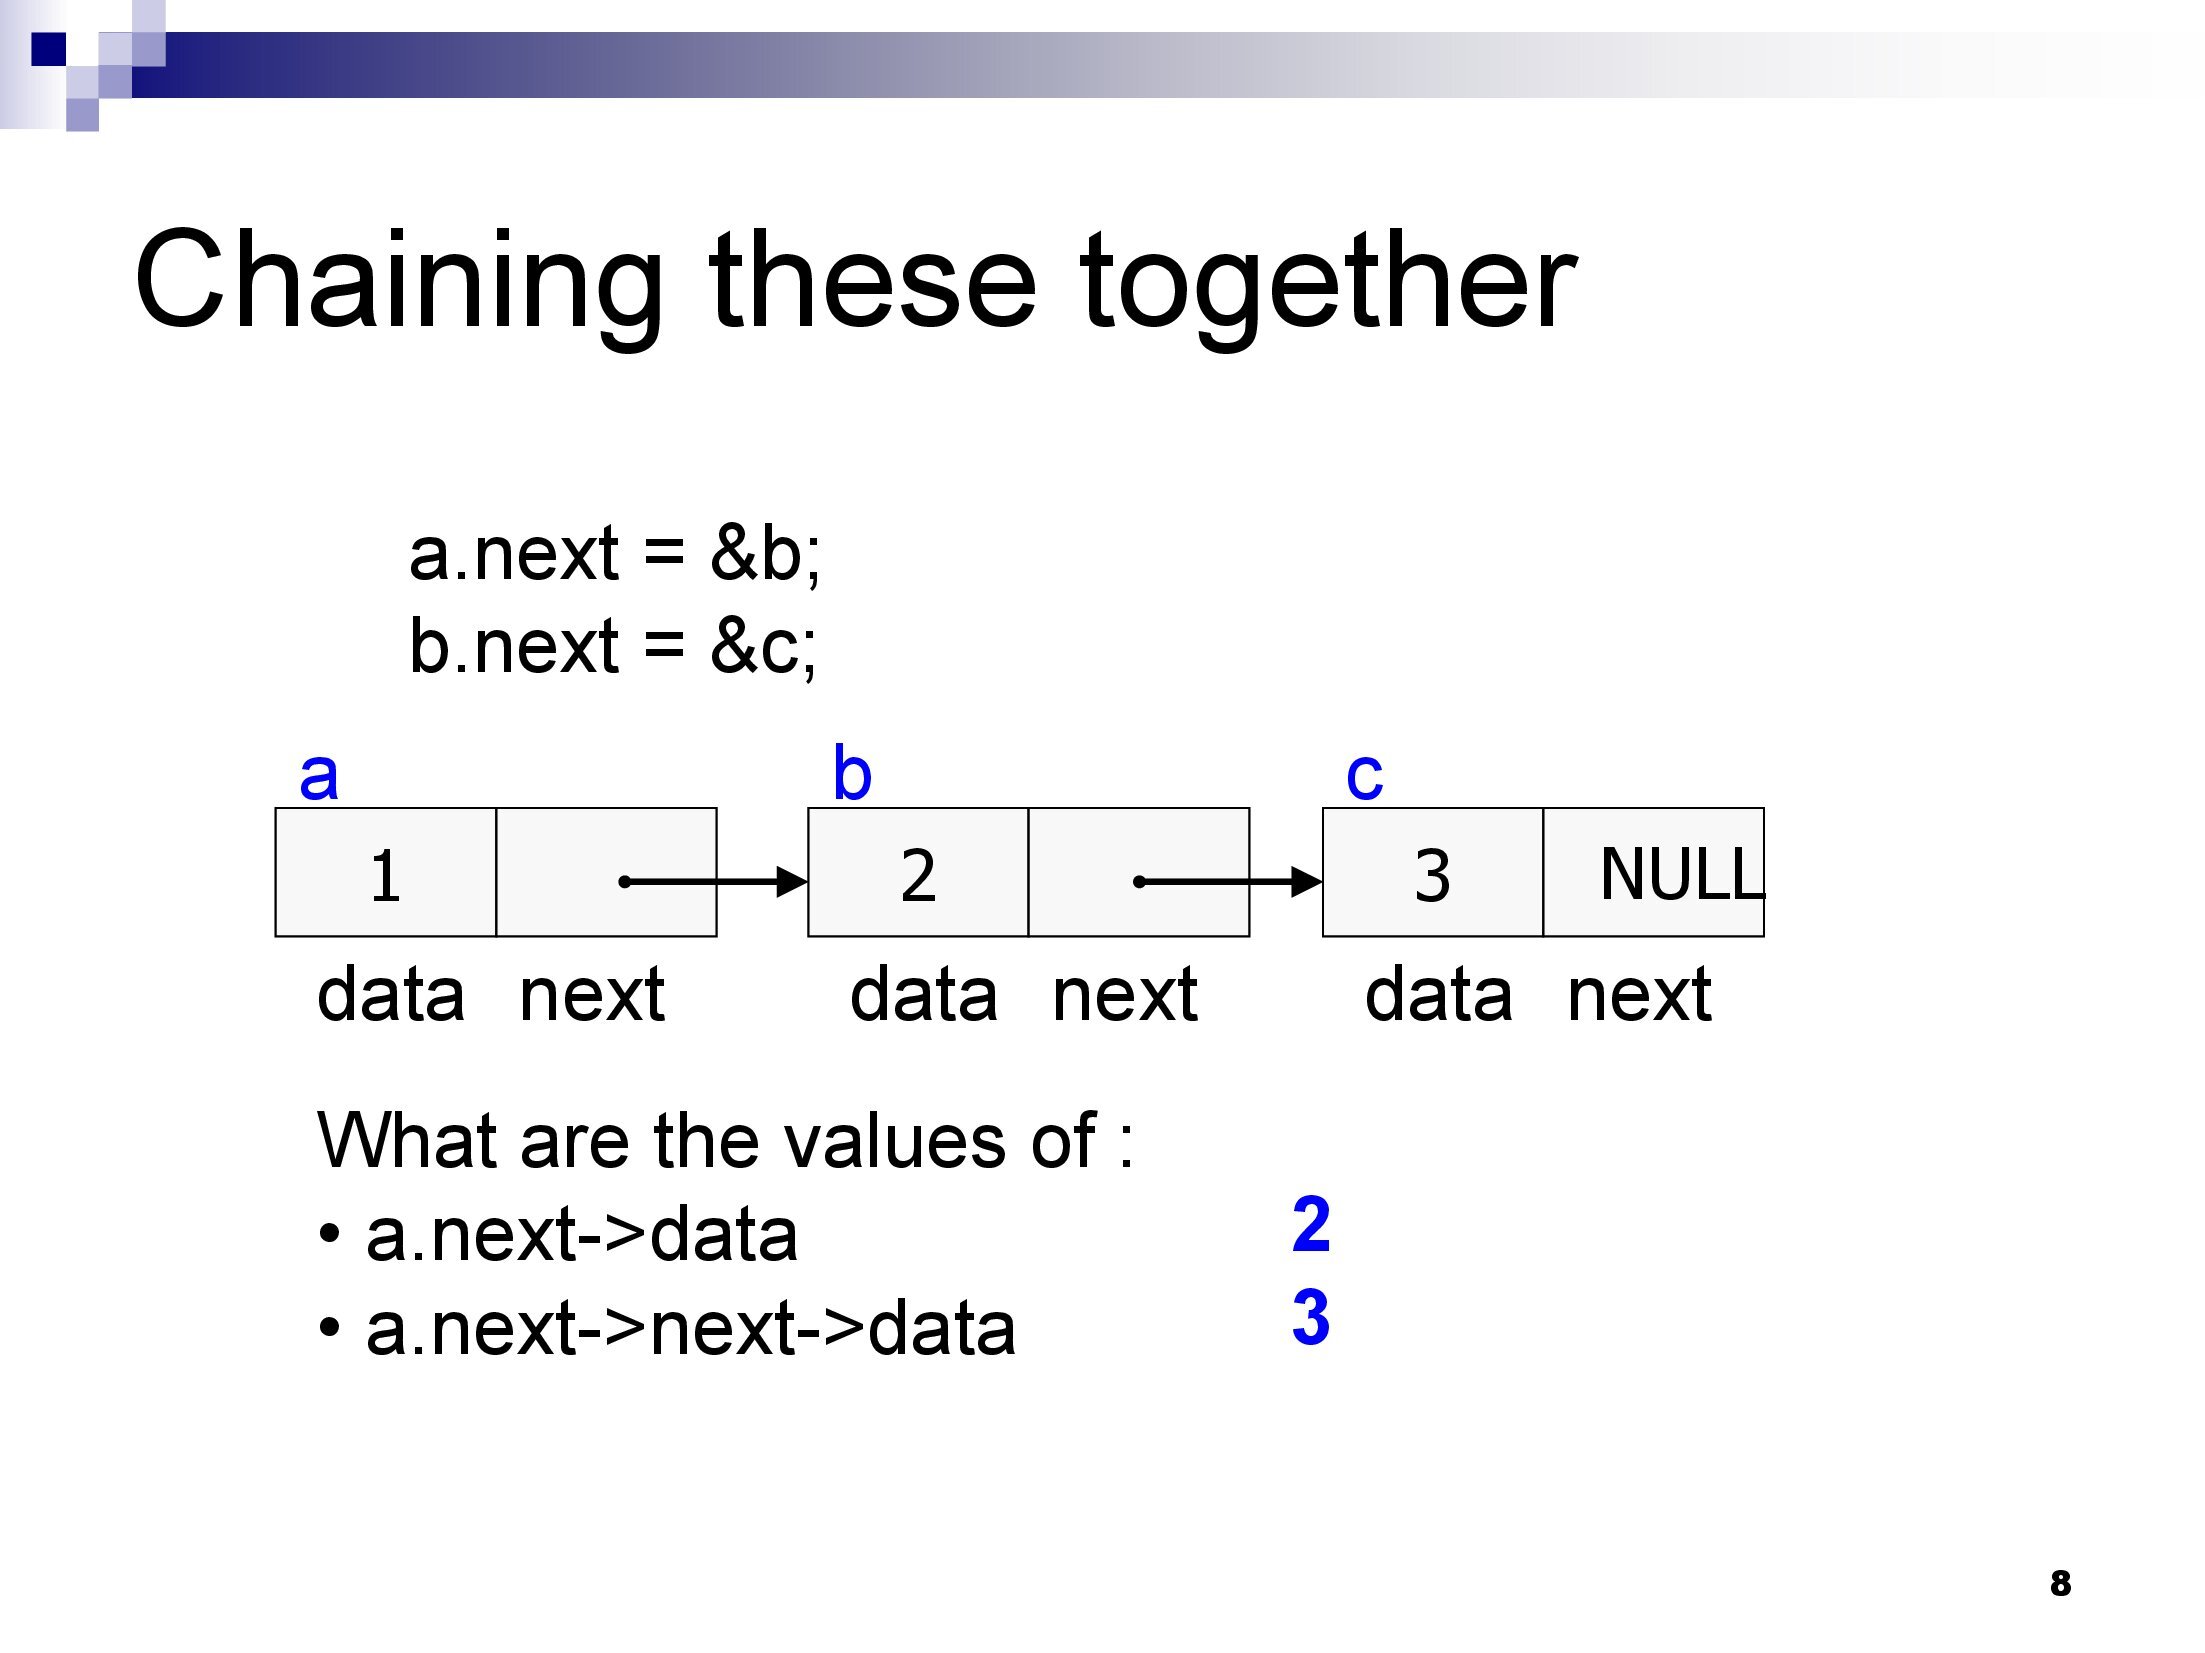 Chaining these together
a.next = &b;
b.next = &c;
a b c
1 2 3 NULL
data next data next data next
What are the values of :
• a.next->data 2
• a.next->next->data 3
8